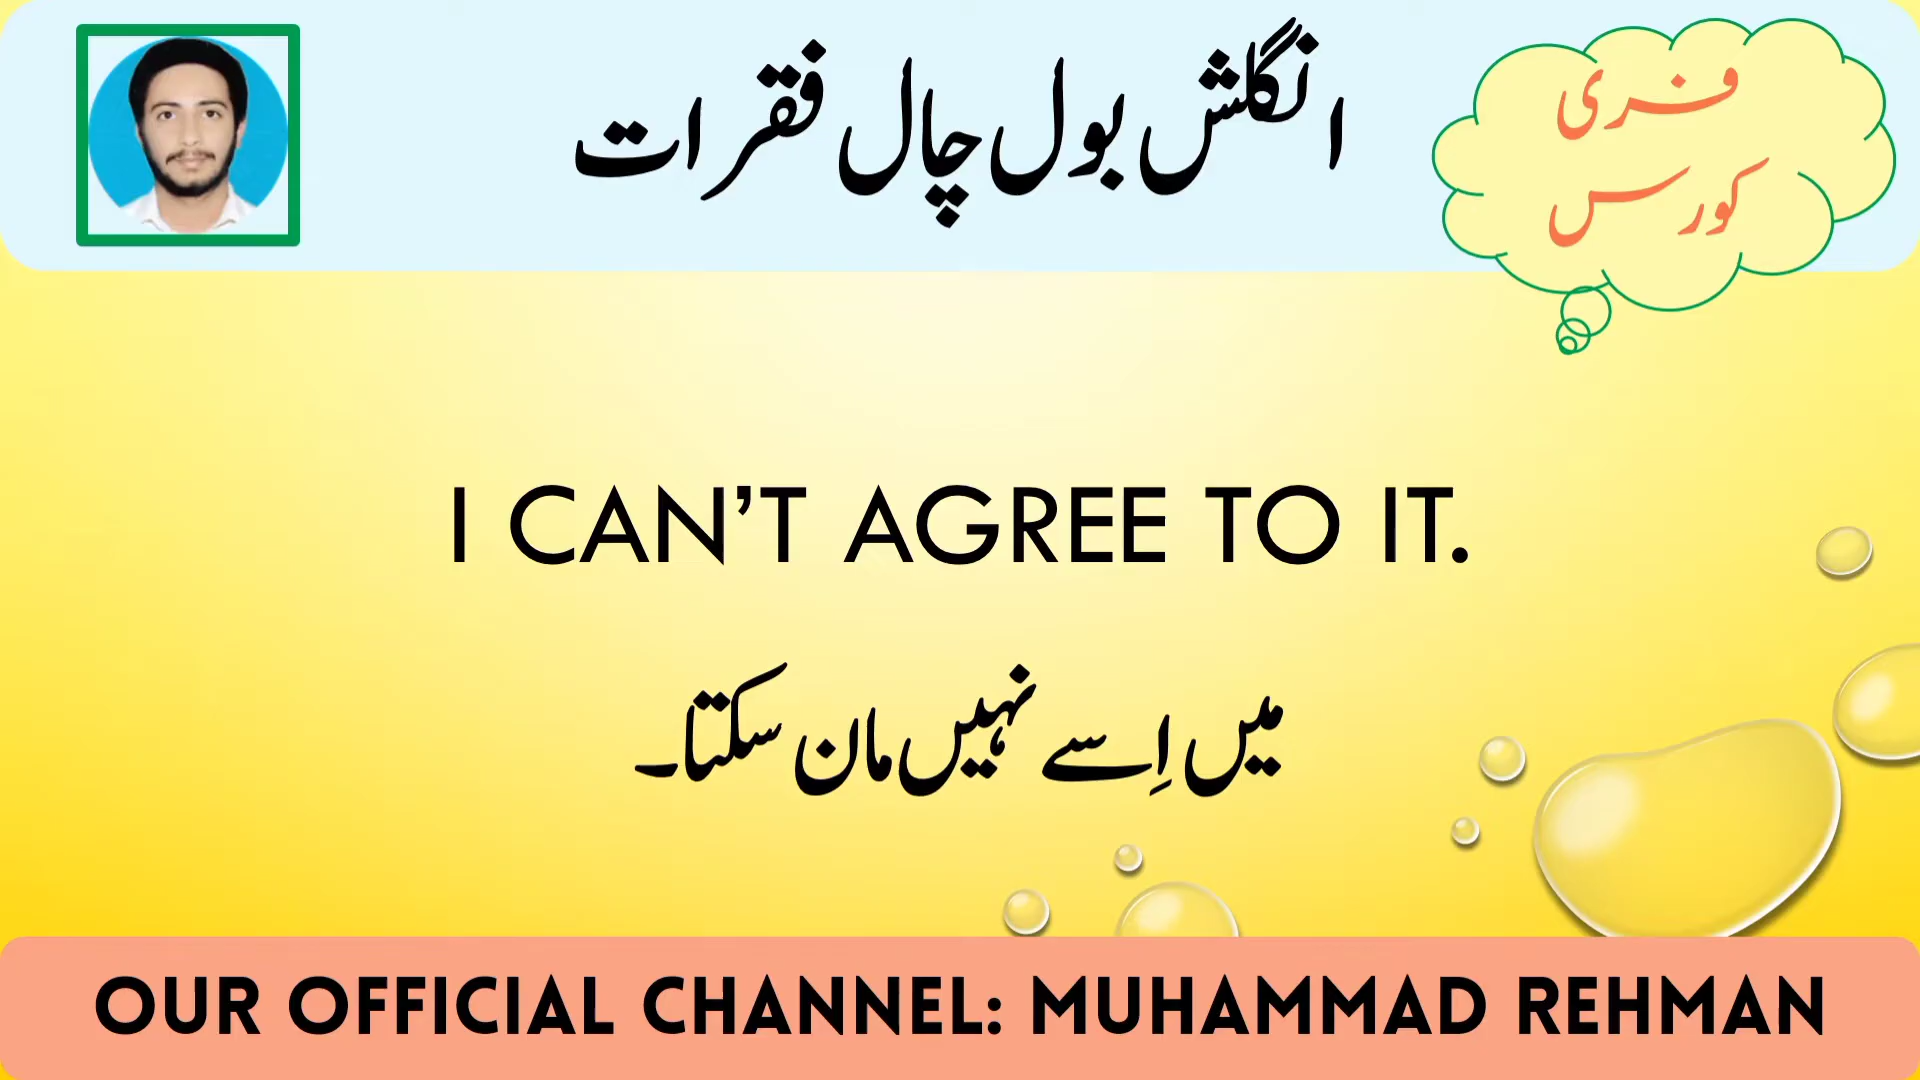 انگلش بول چال فقرات
فری
کورس
I CAN’T AGREE TO IT.
میں اِسے نہیں مان سکتا۔
OUR OFFICIAL CHANNEL: MUHAMMAD REHMAN